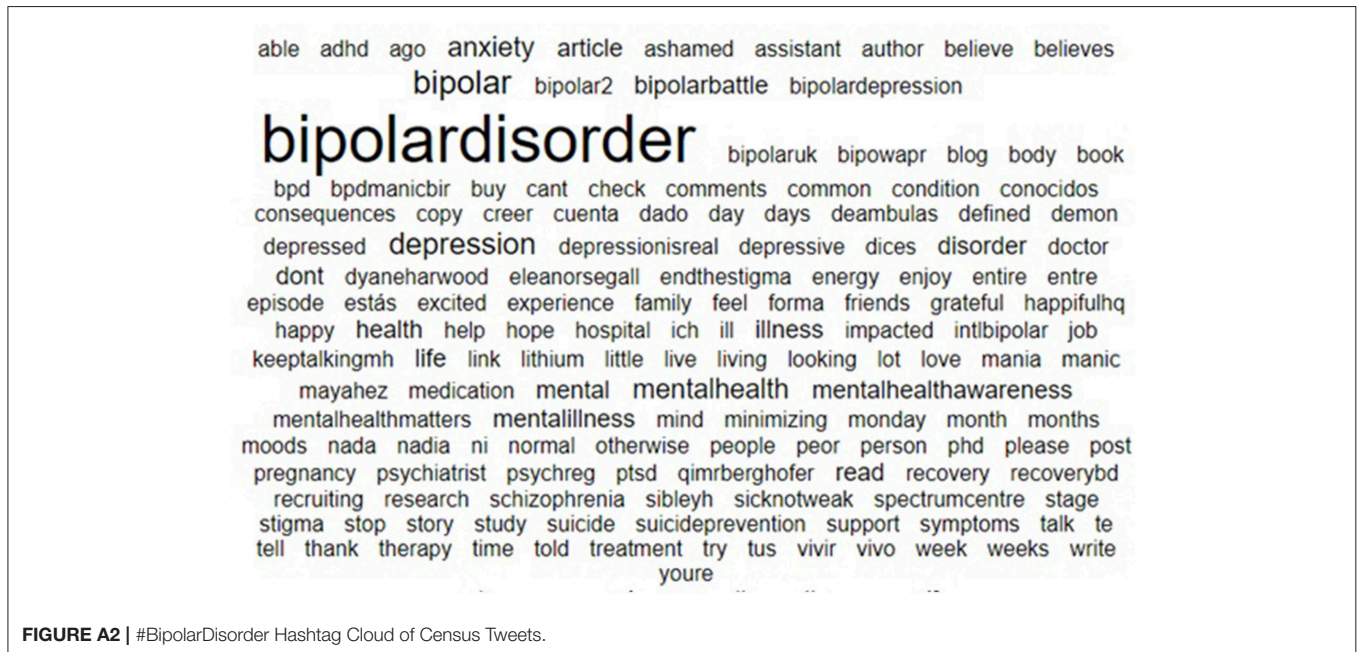 able adhd ago anxiety article ashamed assistant author believe believes
bipolar bipolar2 bipolarbattle bipolardepression
bipolardisorder bipolaruk bipowapr blog body book
bpd bpdmanicbir buy cant check comments common condition conocidos
consequences copy creer cuenta dado day days deambulas defined demon
depressed depression depressionisreal depressive dices disorder doctor
dont dyaneharwood eleanorsegall endthestigma energy enjoy entire entre
episode estás excited experience family feel forma friends grateful happifulhq
happy health help hope hospital ich ill illness impacted intlbipolar job
keeptalkingmh life link lithium little live living looking lot love mania manic
mayahez medication mental mentalhealth mentalhealthawareness
mentalhealthmatters mentalillness mind minimizing monday month months
moods nada nadia ni normal otherwise people peor person phd please post
pregnancy psychiatrist psychreg ptsd qimrberghofer read recovery recoverybd
recruiting research schizophrenia sibleyh sicknotweak spectrumcentre stage
stigma stop story study suicide suicideprevention support symptoms talk te
tell thank therapy time told treatment try tus vivir vivo week weeks write
youre
FIGURE A2 | #BipolarDisorder Hashtag Cloud of Census Tweets.